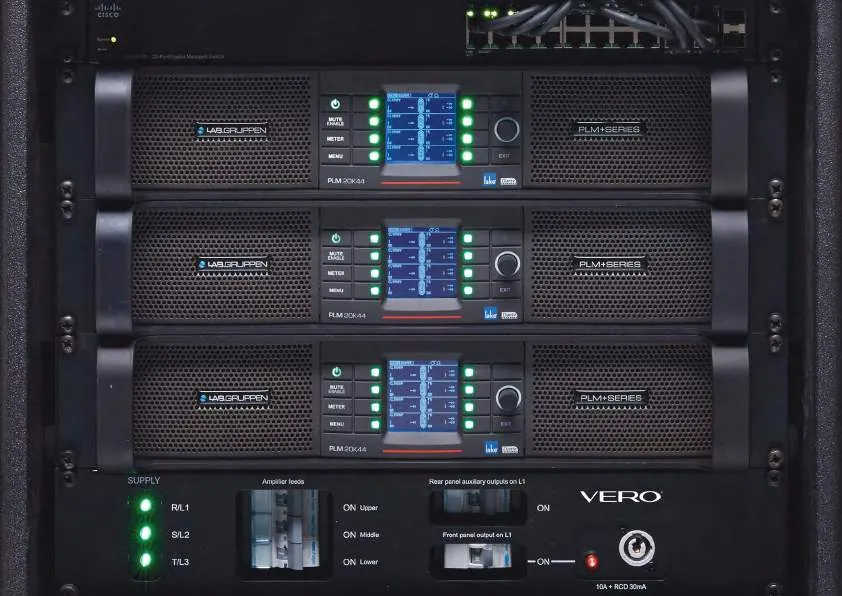 CISCO
LAB.GRUPPEN
MUTE
ENABLE
METER
MENU
EXIT
PLM 20K44
lake
PLM+SERIES
LAB.GRUPPEN
MUTE
ENABLE
METER
MENU
EXIT
PLM 20K44
lake
PLM+SERIES
LAB.GRUPPEN
MUTE
ENABLE
METER
MENU
EXIT
PLM 20K44
lake
PLM+SERIES
SUPPLY
R/L1
S/L2
T/L3
Amplifier feeds
ON Upper
ON Middle
ON Lower
Rear panel auxiliary outputs on L1
ON
Front panel output on L1
ON
VERO
10A + RCD 30mA